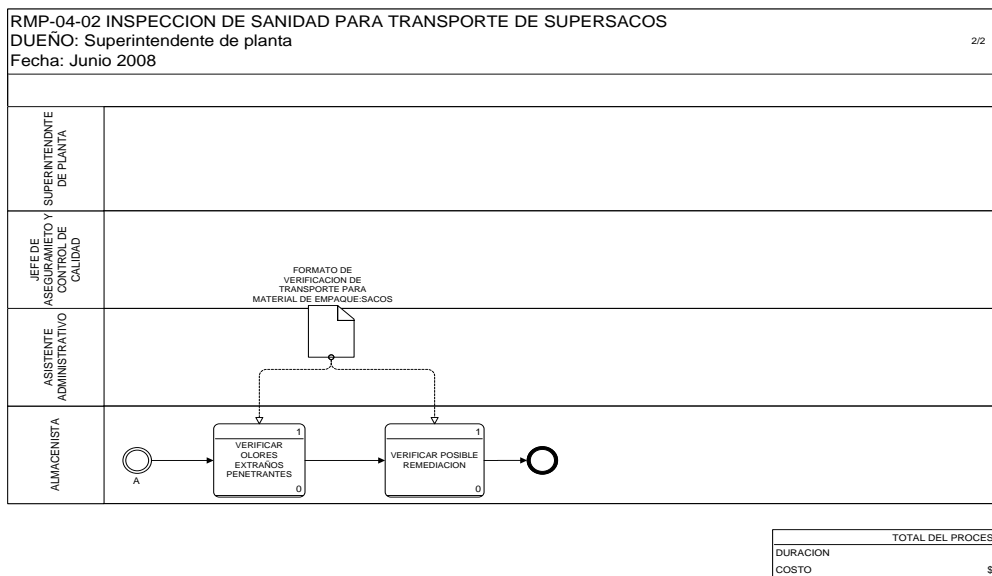 RMP-04-02 INSPECCION DE SANIDAD PARA TRANSPORTE DE SUPERSACOS
DUEÑO: Superintendente de planta
2/2
Fecha: Junio 2008
SUPERINTENDNTE
DE PLANTA
JEFE DE
ASEGURAMIETO Y
CONTROL DE
CALIDAD
FORMATO DE
VERIFICACION DE
TRANSPORTE PARA
MATERIAL DE EMPAQUE:SACOS
ASISTENTE
ADMINISTRATIVO
ALMACENISTA
A
1
VERIFICAR
OLORES
EXTRAÑOS
PENETRANTES
0
1
VERIFICAR POSIBLE
REMEDIACION
0
TOTAL DEL PROCES
DURACION
COSTO $